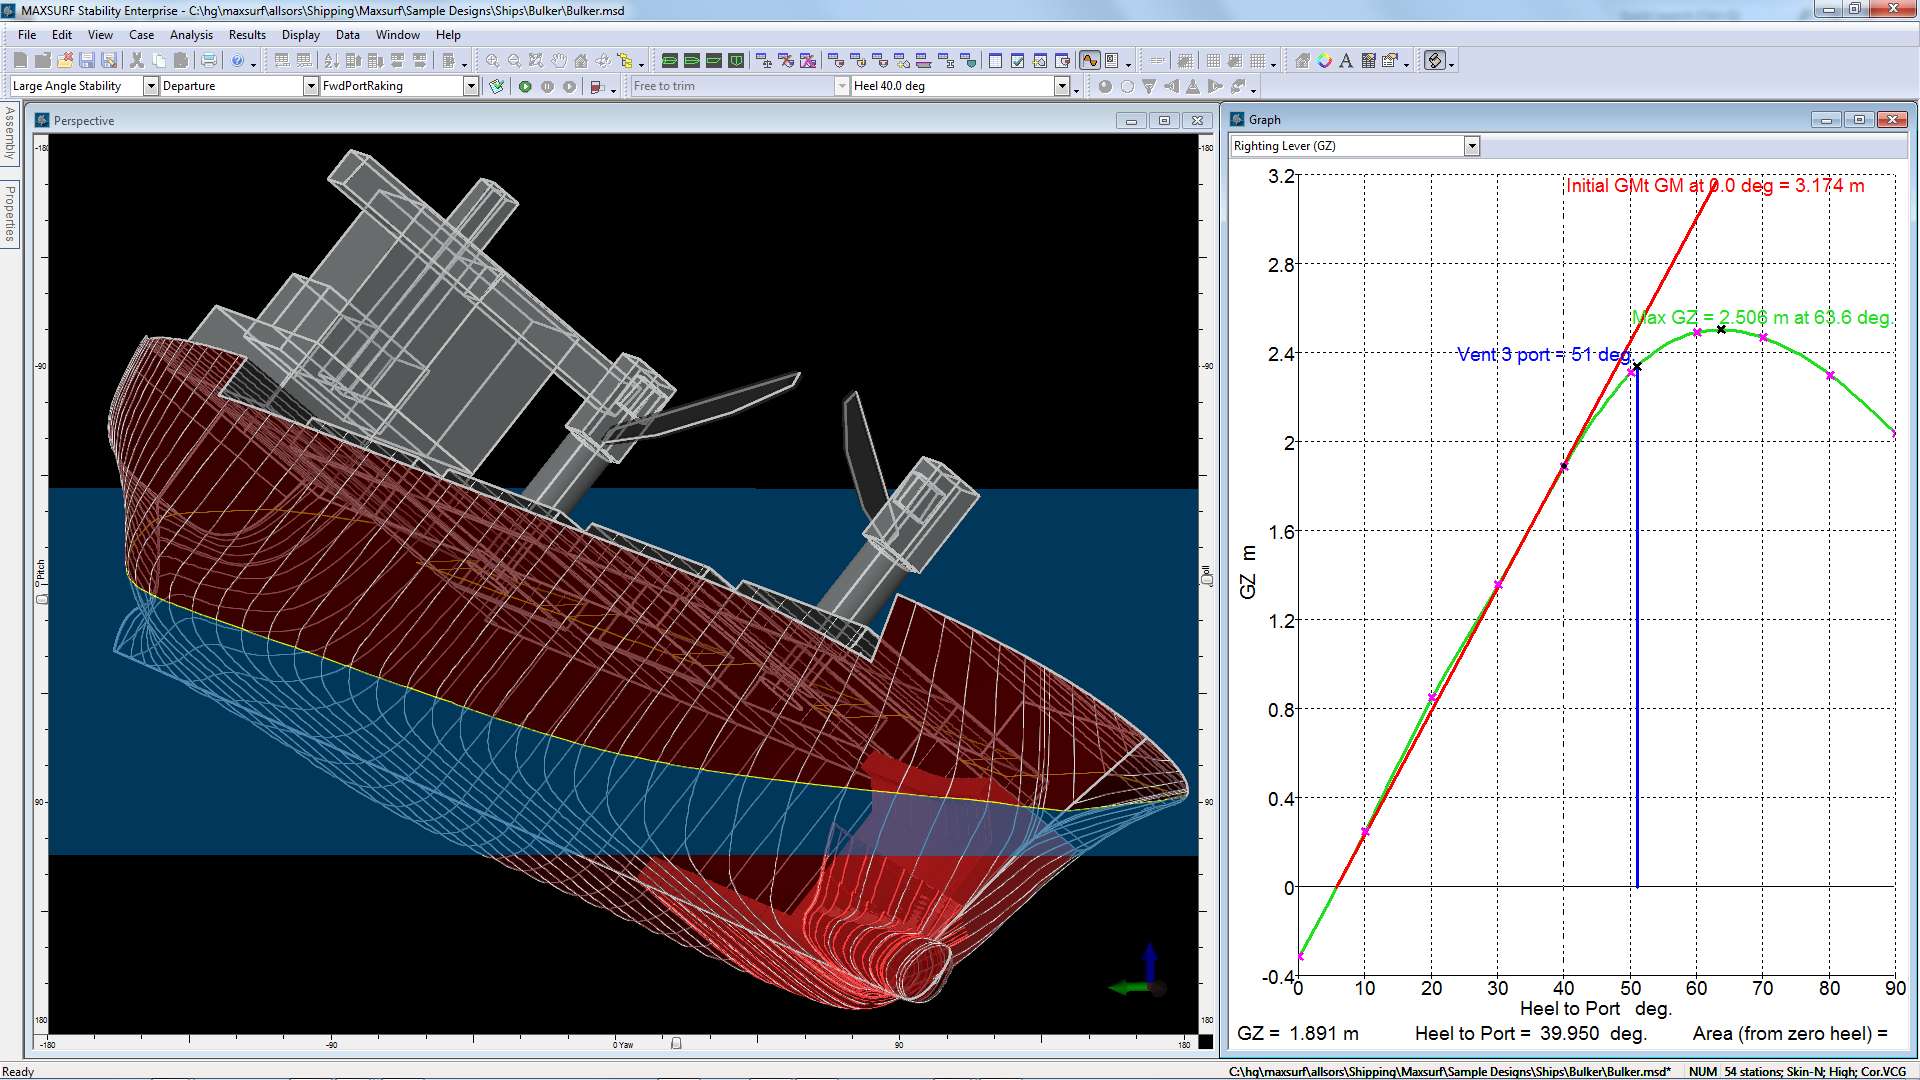 MAXSURF Stability Enterprise - C:\hg\maxsurf\allsors\Shipping\Maxsurf\Sample Designs\Ships\Bulker\Bulker.msd
File Edit View Case Analysis Results Display Data Window Help
Large Angle Stability Departure FwdPortRaking Free to trim Heel 40.0 deg
Assembly
Properties
Perspective
-180 -180
-90 -90
0 Pitch
90 90
180 180
-180 -90 0 Yaw 90 180
Graph
Righting Lever (GZ)
Initial GMt GM at 0.0 deg = 3.174 m
Max GZ = 2.506 m at 63.6 deg.
Vent 3 port = 51 deg.
3.2
2.8
2.4
2
1.6
1.2
0.8
0.4
0
-0.4
GZ m
0 10 20 30 40 50 60 70 80 90
Heel to Port deg.
GZ = 1.891 m Heel to Port = 39.950 deg. Area (from zero heel) =
Ready
C:\hg\maxsurf\allsors\Shipping\Maxsurf\Sample Designs\Ships\Bulker\Bulker.msd* NUM 54 stations; Skin-N; High; Cor.VCG